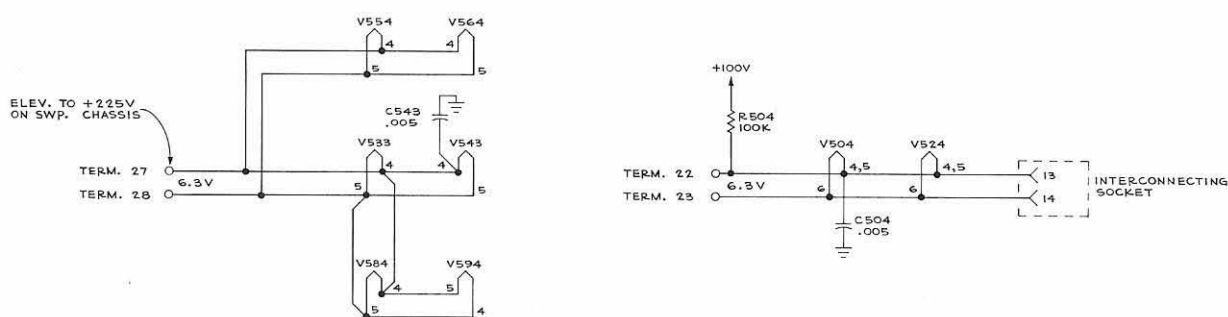 V554
V564
4
4
5
5
ELEV. TO +225V
ON SWP. CHASSIS
C543
.005
V533
V543
TERM. 27
4
4
6.3V
5
5
TERM. 28
V584
V594
4
5
5
4
+100V
R504
100K
V504
V524
TERM. 22
4,5
4,5
13
6.3V
INTERCONNECTING
SOCKET
TERM. 23
6
6
14
C504
.005